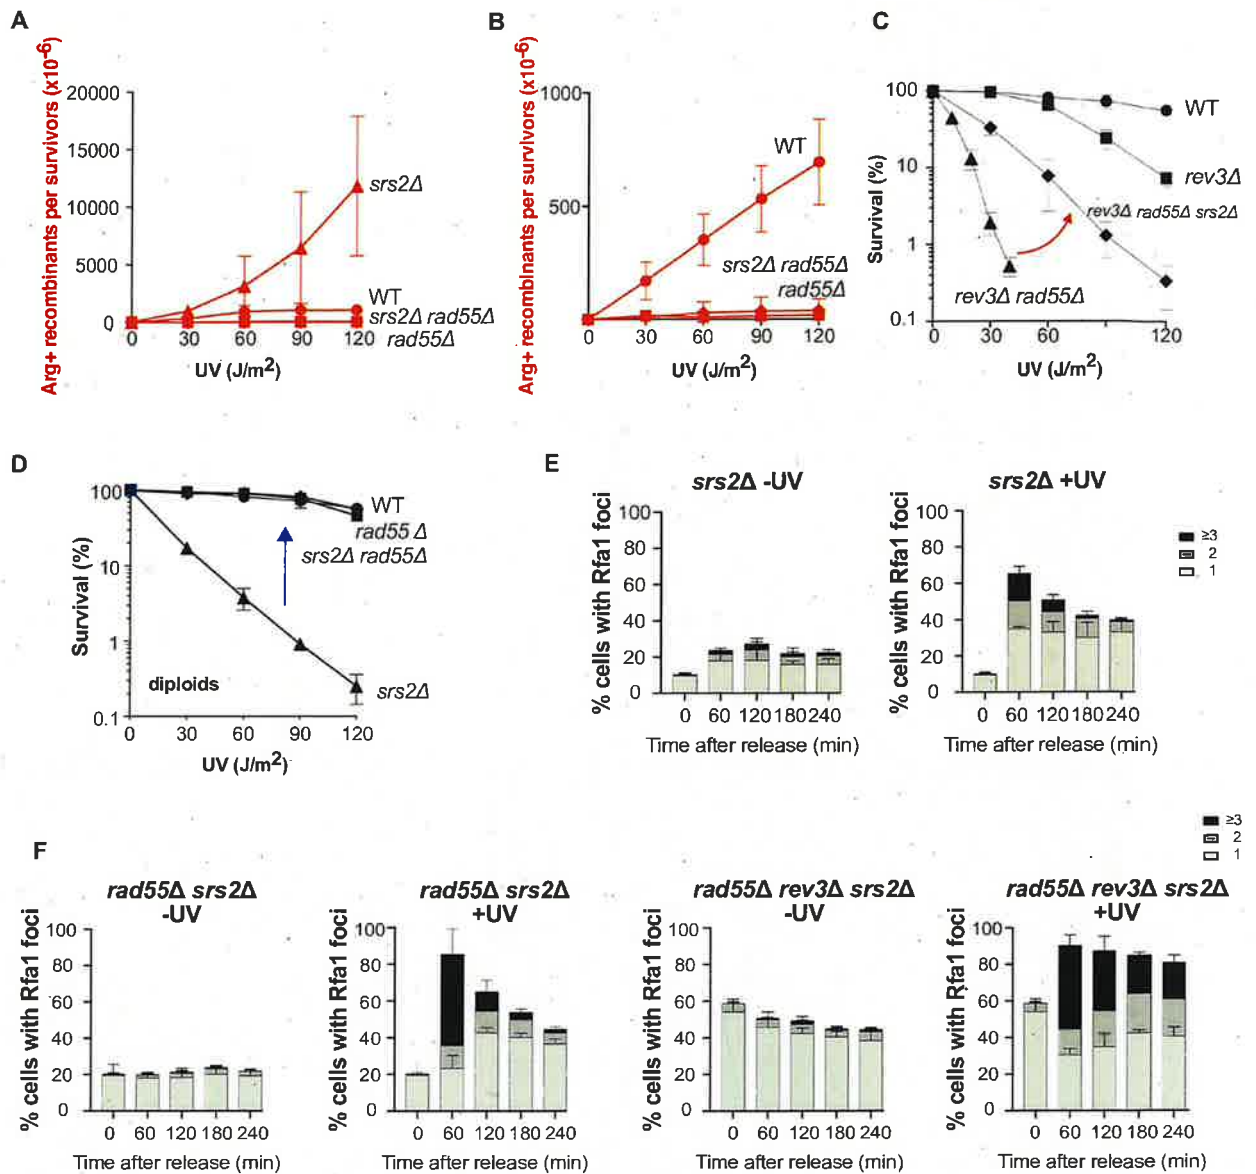 A
Arg+ recombinants per survivors (x10-6)
20000
15000
10000
5000
0
srs2Δ
WT
srs2Δ rad55Δ
rad55Δ
0 30 60 90 120
UV (J/m2)
B
Arg+ recombinants per survivors (x10-6)
1000
500
WT
srs2Δ rad55Δ
rad55Δ
0 30 60 90 120
UV (J/m2)
C
Survival (%)
100
10
1
0.1
WT
rev3Δ
rev3Δ rad55Δ srs2Δ
rev3Δ rad55Δ
0 30 60 120
UV (J/m2)
D
Survival (%)
100
10
1
0.1
WT
rad55 Δ
srs2Δ rad55Δ
srs2Δ
diploids
0 30 60 90 120
UV (J/m2)
E
srs2Δ -UV
% cells with Rfa1 foci
100
80
60
40
20
0
0 60 120 180 240
Time after release (min)
srs2Δ +UV
% cells with Rfa1 foci
100
80
60
40
20
0
0 60 120 180 240
Time after release (min)
≥3
2
1
F
≥3
2
1
rad55Δ srs2Δ
-UV
% cells with Rfa1 foci
100
80
60
40
20
0
0 60 120 180 240
Time after release (min)
rad55Δ srs2Δ
+UV
% cells with Rfa1 foci
100
80
60
40
20
0
0 60 120 180 240
Time after release (min)
rad55Δ rev3Δ srs2Δ
-UV
% cells with Rfa1 foci
100
80
60
40
20
0
0 60 120 180 240
Time after release (min)
rad55Δ rev3Δ srs2Δ
+UV
% cells with Rfa1 foci
100
80
60
40
20
0
0 60 120 180 240
Time after release (min)